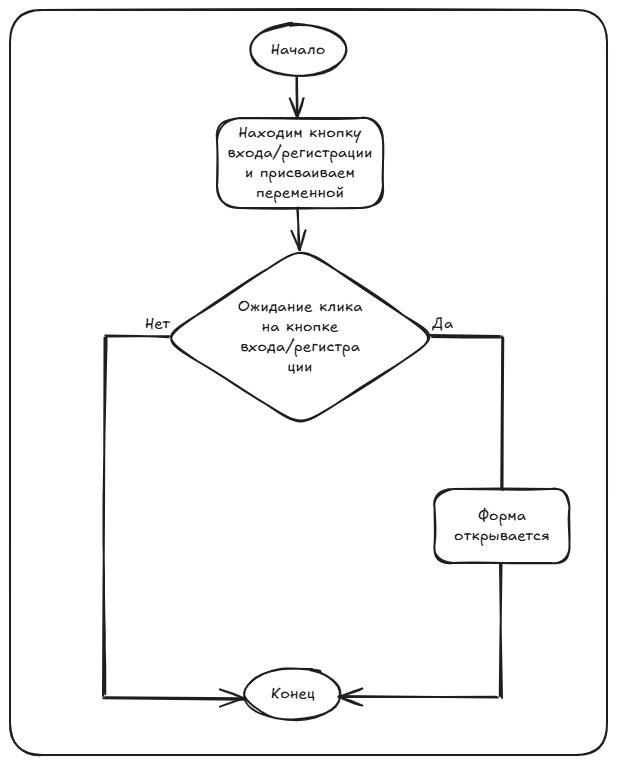 Начало
Находим кнопку
входа/регистрации
и присваиваем
переменной
Ожидание клика
на кнопке
входа/регистра
ции
Нет
Да
Форма
открывается
Конец